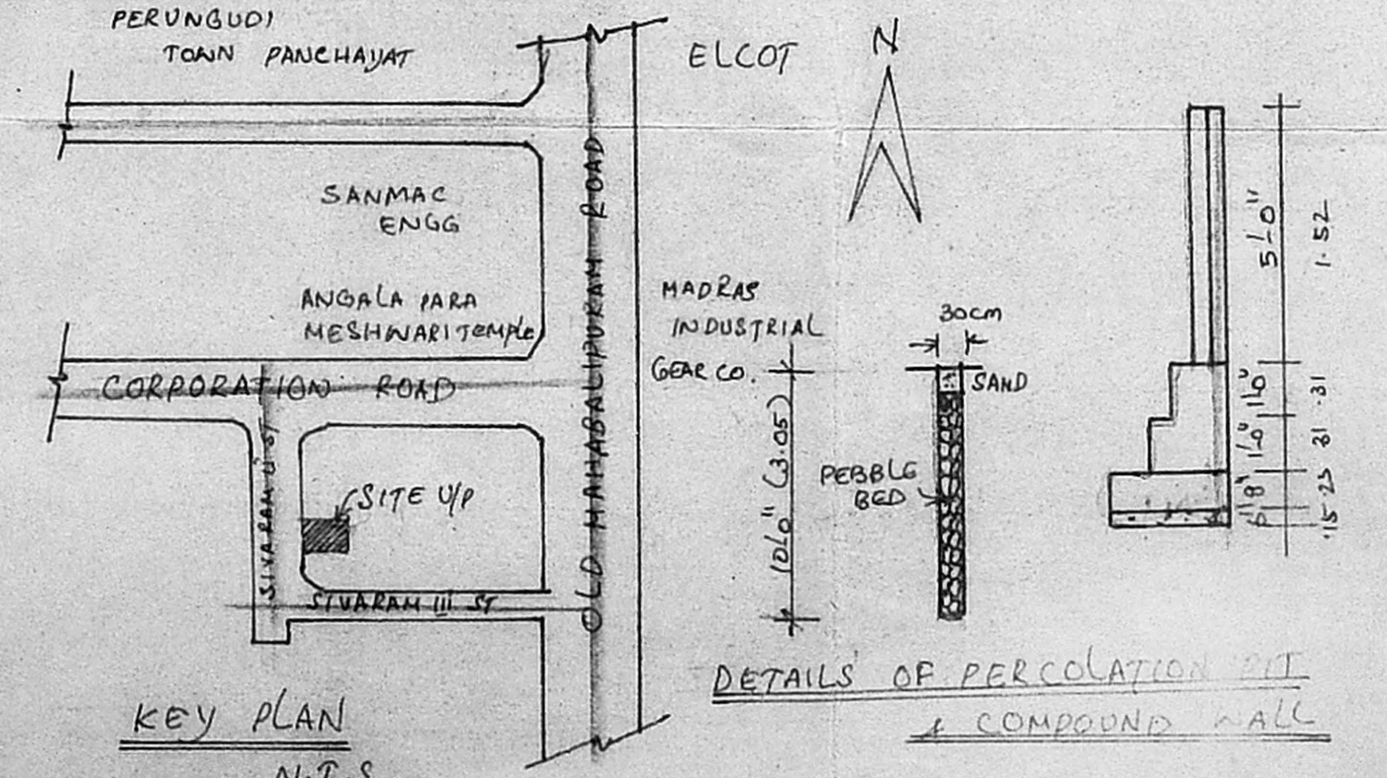 PERUNGUDI
TOWN PANCHAYAT
ELCOT
N
SANMAC
ENGG
ANGALA PARA
MESHWARI TEMPLE
OLD MAHABALIPURAM ROAD
MADRAS
INDUSTRIAL
GEAR CO.
CORPORATION ROAD
SIVARAM II ST
SITE U/P
SIVARAM III ST
KEY PLAN
N.T.S
30cm
SAND
10'-0" (3.05)
PEBBLE
BED
5'-0"
1.52
1'-0"
.31
1'-0"
31
8"
.23
6"
.15
DETAILS OF PERCOLATION PIT
& COMPOUND WALL